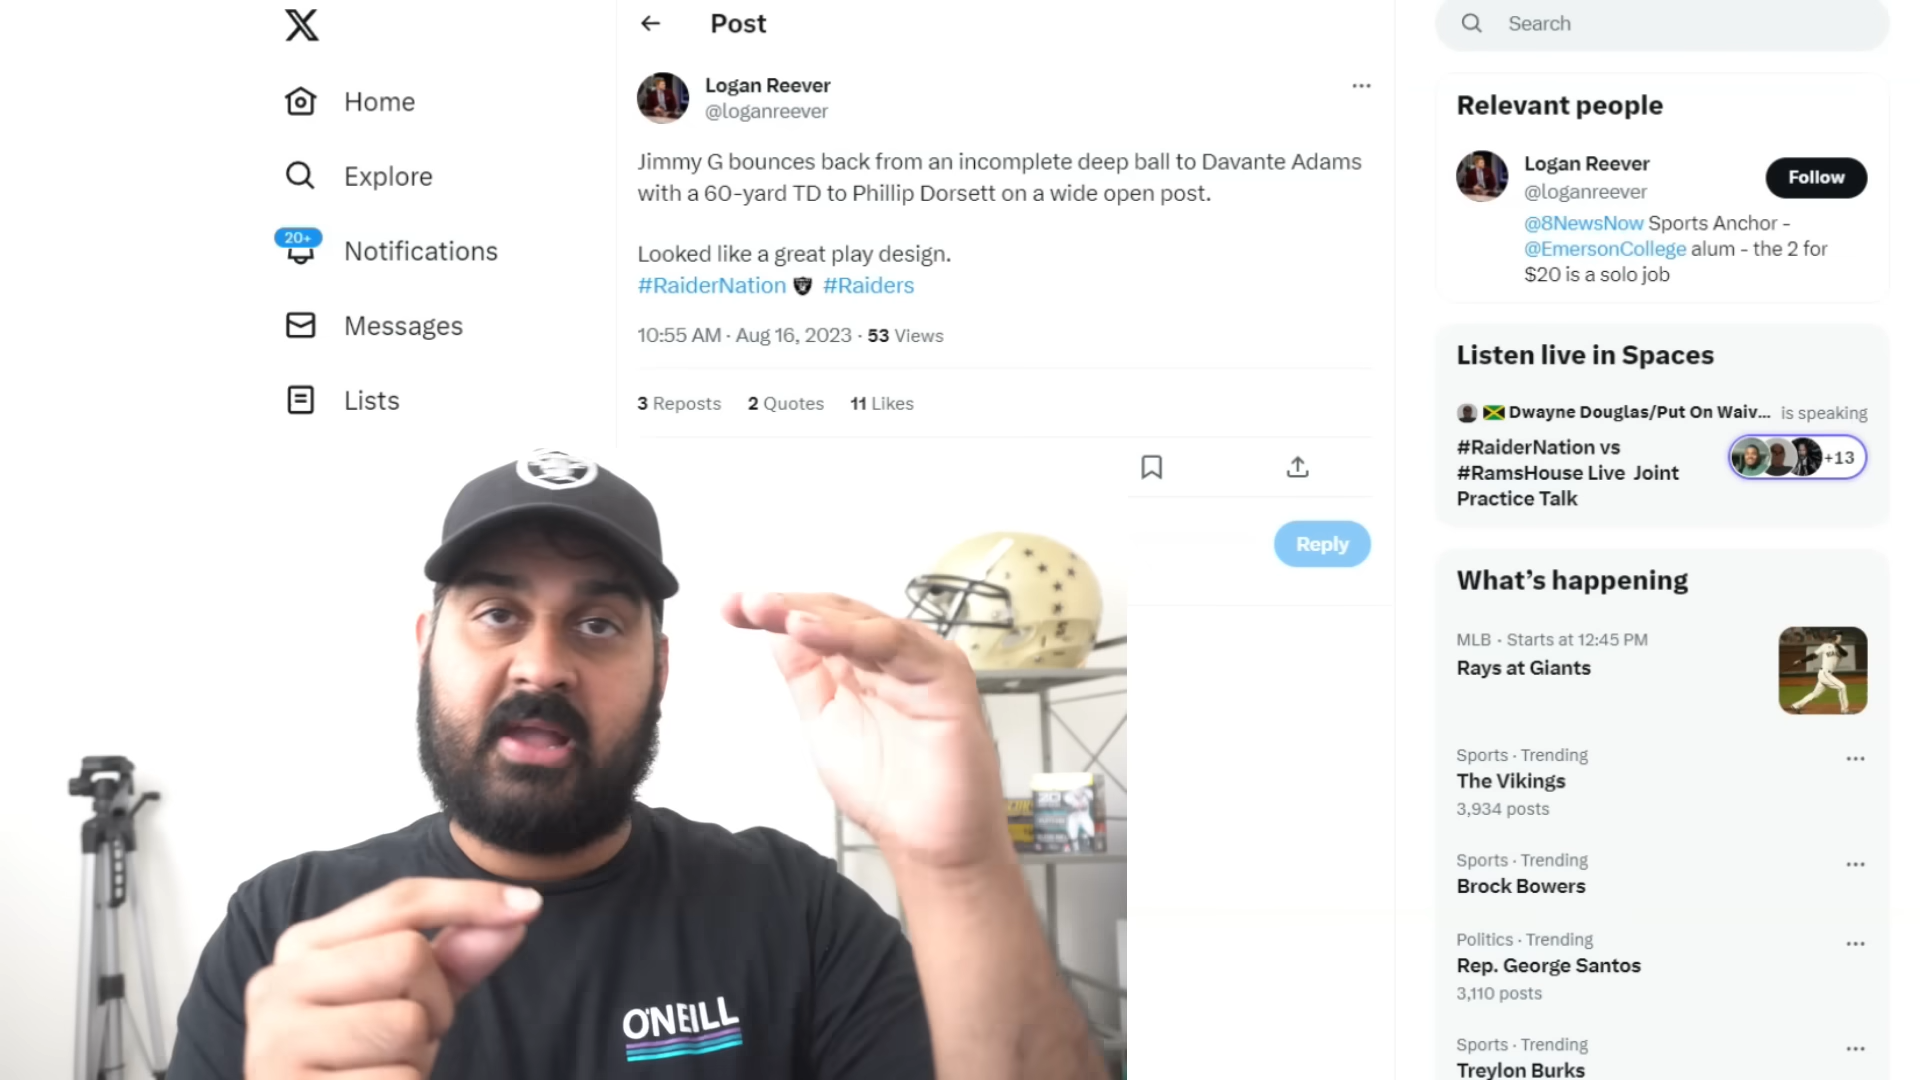 Home
Explore
20+
Notifications
Messages
Lists
Post
Logan Reever
@loganreever
Jimmy G bounces back from an incomplete deep ball to Davante Adams
with a 60-yard TD to Phillip Dorsett on a wide open post.
Looked like a great play design.
#RaiderNation #Raiders
10:55 AM · Aug 16, 2023 · 53 Views
3 Reposts 2 Quotes 11 Likes
Reply
O'NEILL
Search
Relevant people
Logan Reever
@loganreever
Follow
@8NewsNow Sports Anchor -
@EmersonCollege alum - the 2 for
$20 is a solo job
Listen live in Spaces
Dwayne Douglas/Put On Waiv... is speaking
#RaiderNation vs
#RamsHouse Live Joint
Practice Talk
+13
What's happening
MLB · Starts at 12:45 PM
Rays at Giants
Sports · Trending
The Vikings
3,934 posts
Sports · Trending
Brock Bowers
Politics · Trending
Rep. George Santos
3,110 posts
Sports · Trending
Treylon Burks